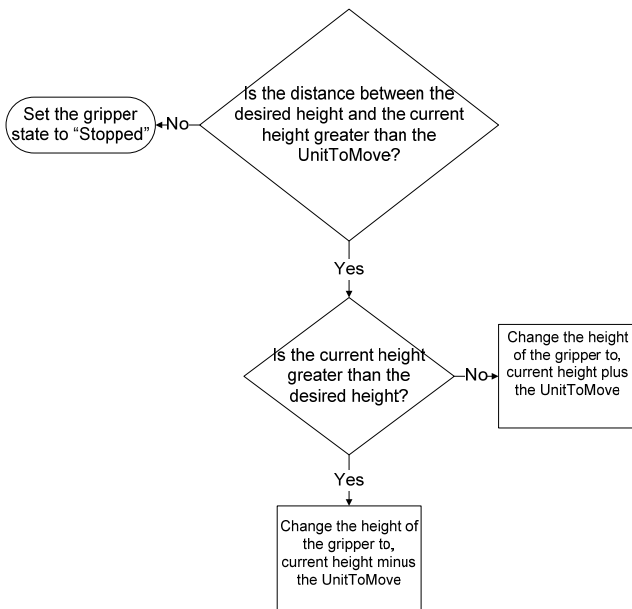 Is the distance between the
desired height and the current
height greater than the
UnitToMove?
No
Set the gripper
state to “Stopped”
Yes
Is the current height
greater than the
desired height?
No
Change the height
of the gripper to,
current height plus
the UnitToMove
Yes
Change the height of
the gripper to,
current height minus
the UnitToMove